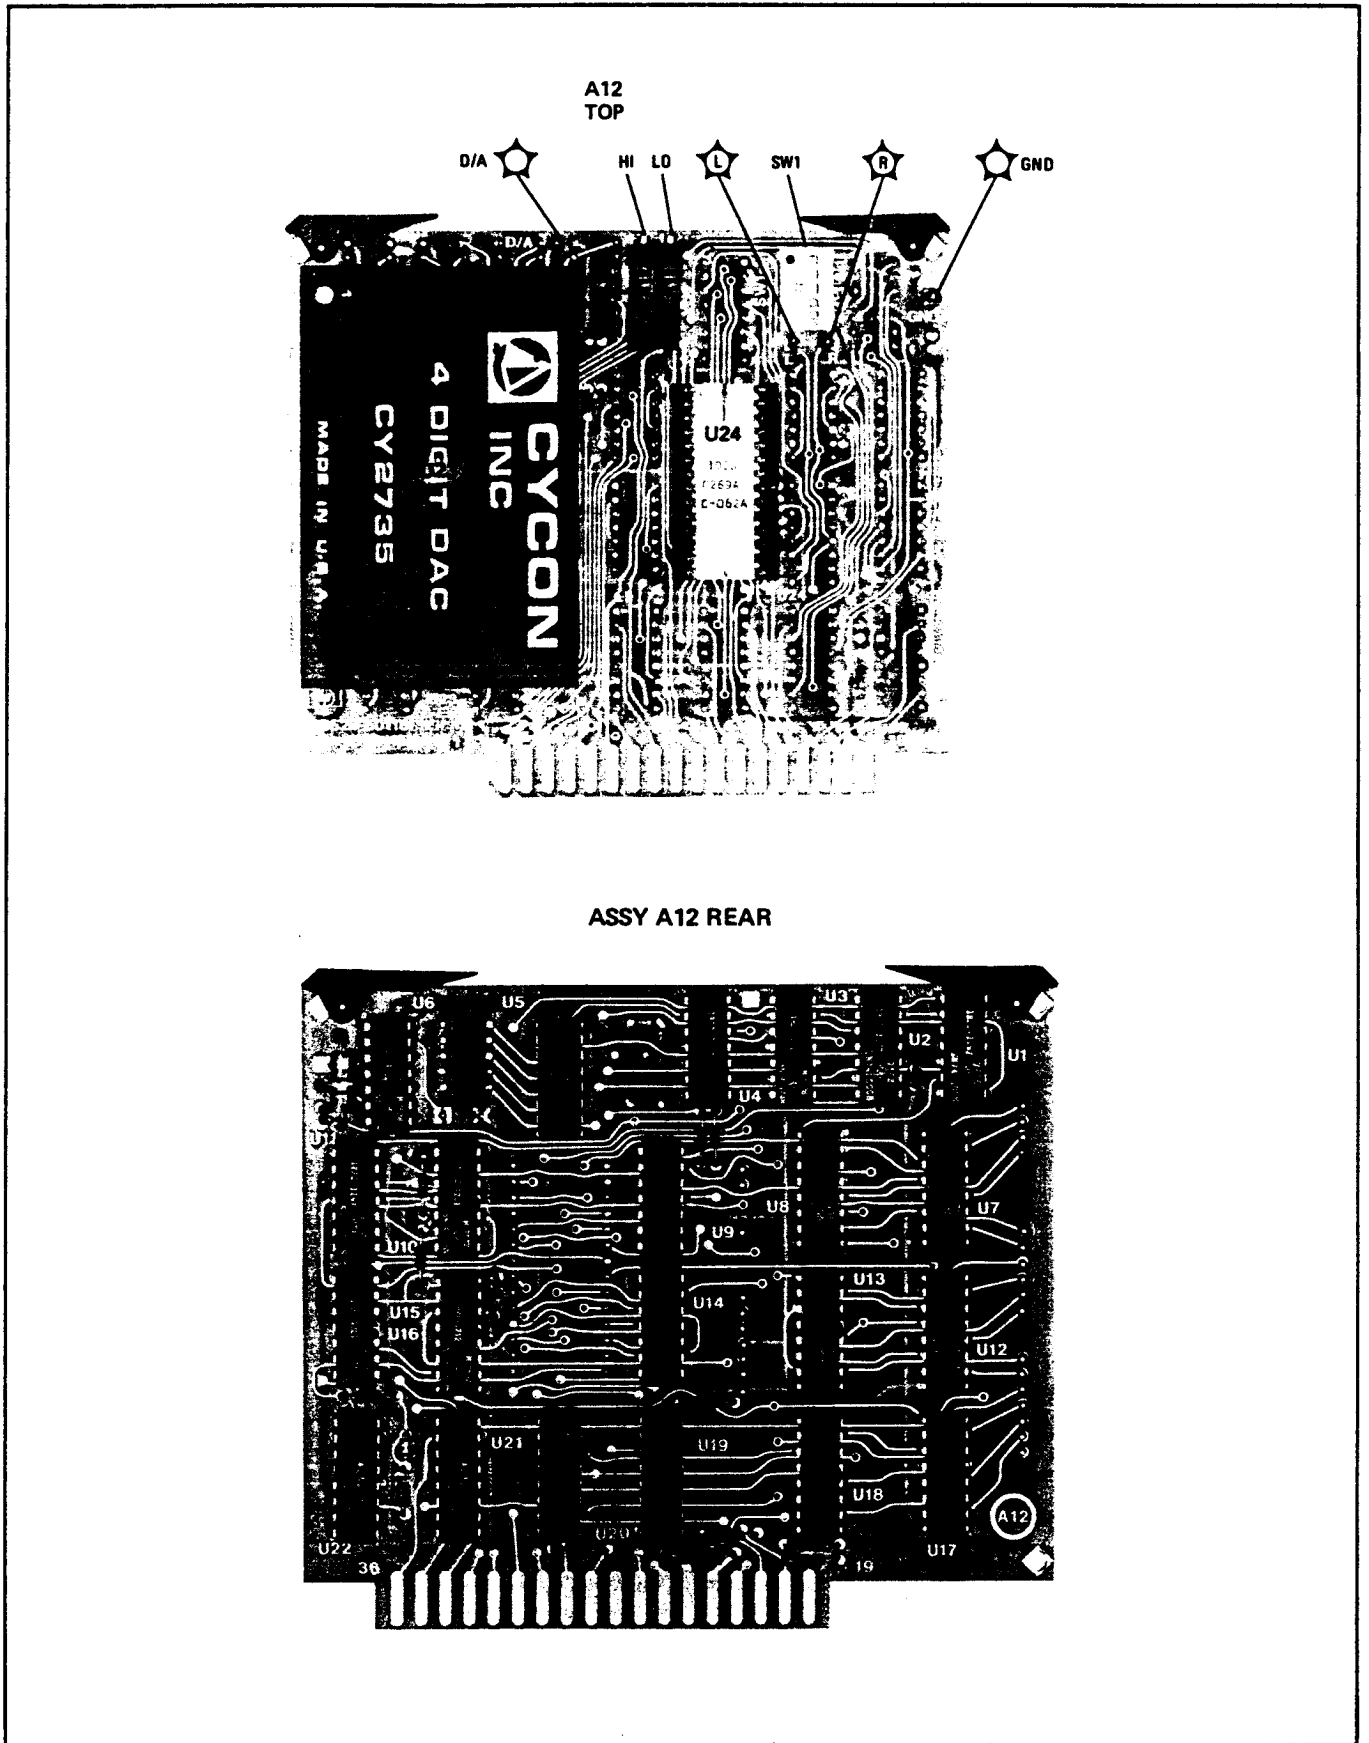 A12
TOP
D/A HI LO L SW1 R GND
D/A
GND
1
CYCON
INC
4 DIGIT DAC
CY2735
MADE IN U.S.A.
U24
ASSY A12 REAR
U6 U5 U3
U2 U1
U4
U8 U7
U10 U9
U15 U14 U13
U16 U12
U21 U19
U18
A12
U22 U20 U17
36 19